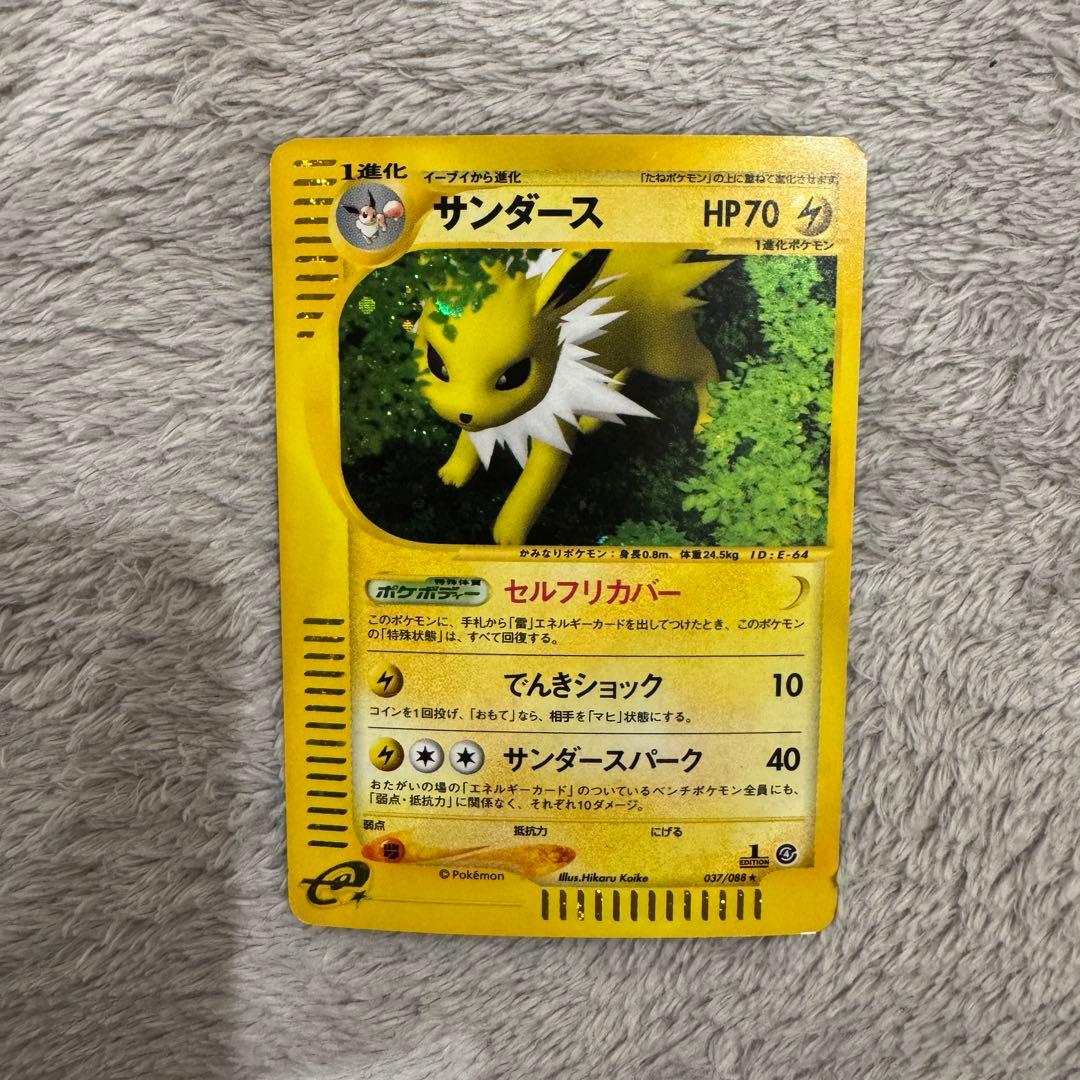 1進化
イーブイから進化
「たねポケモン」の上に重ねて進化させます。
サンダース
HP70
1進化ポケモン
かみなりポケモン：身長0.8m、体重24.5kg ID:E-64
特殊体質
ポケボディー
セルフリカバー
このポケモンに、手札から「雷」エネルギーカードを出してつけたとき、このポケモン
の「特殊状態」は、すべて回復する。
でんきショック 10
コインを1回投げ、「おもて」なら、相手を「マヒ」状態にする。
サンダースパーク 40
おたがいの場の「エネルギーカード」のついているベンチポケモン全員にも、
「弱点・抵抗力」に関係なく、それぞれ10ダメージ。
弱点 抵抗力 にげる
1 EDITION
© Pokémon Illus.Hikaru Koike 037/088★
e